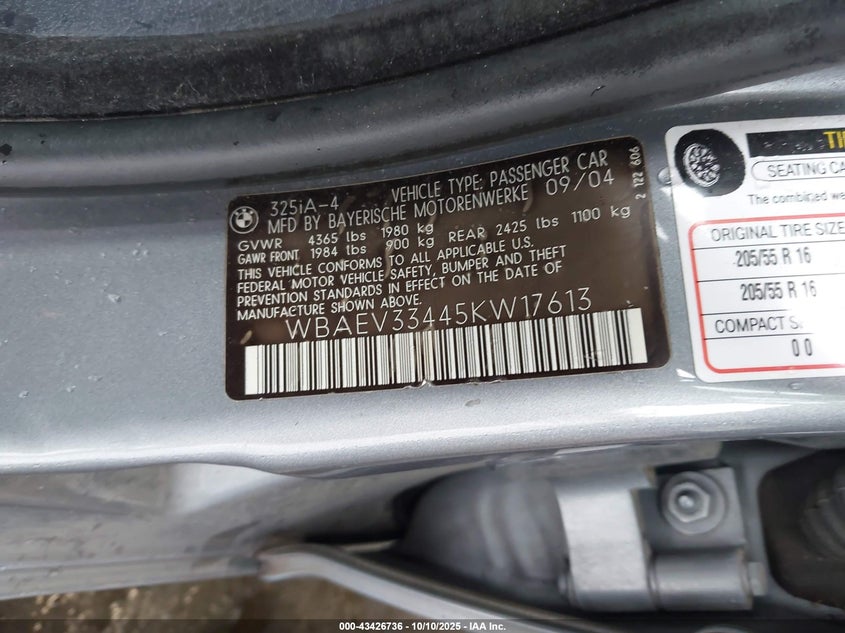 BMW
325iA-4 VEHICLE TYPE: PASSENGER CAR
MFD BY BAYERISCHE MOTORENWERKE 09/04
GVWR 4365 lbs 1980 kg
GAWR FRONT 1984 lbs 900 kg REAR 2425 lbs 1100 kg
THIS VEHICLE CONFORMS TO ALL APPLICABLE U.S.
FEDERAL MOTOR VEHICLE SAFETY, BUMPER AND THEFT
PREVENTION STANDARDS IN EFFECT ON THE DATE OF
MANUFACTURE SHOWN ABOVE.
WBAEV33445KW17613
2 122 606
SEATING CA
The combined we
ORIGINAL TIRE SIZE
205/55 R 16
205/55 R 16
COMPACT S
0 0
000-43426736 - 10/10/2025 - IAA Inc.